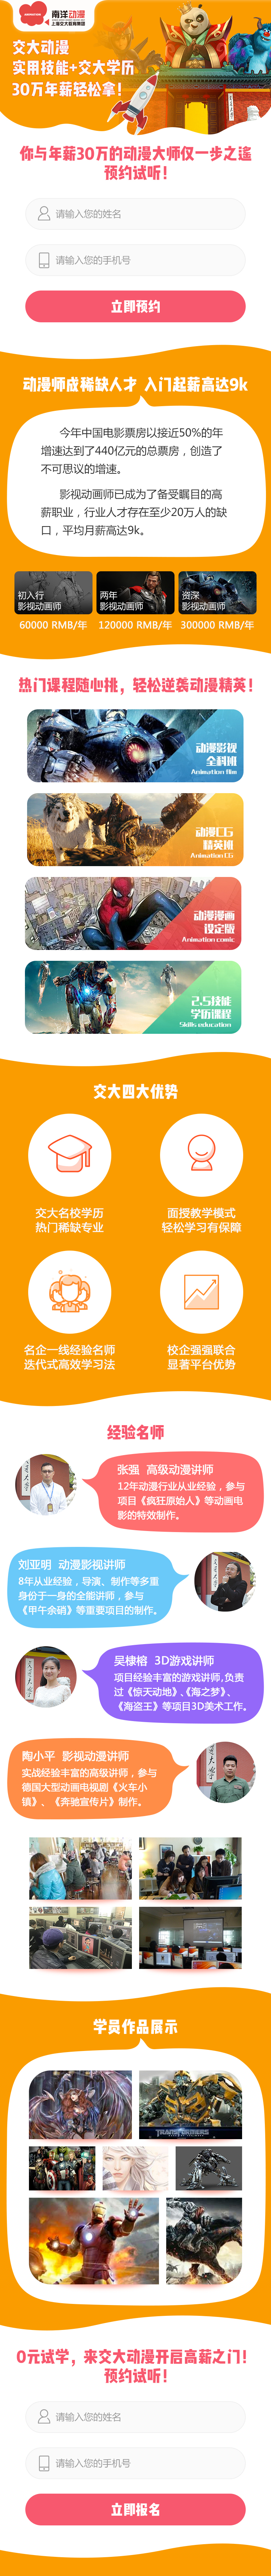 南洋动漫
上海交大教育集团
交大动漫
实用技能+交大学历
30万年薪轻松拿！
你与年薪30万的动漫大师仅一步之遥
预约试听！
请输入您的姓名
请输入您的手机号
立即预约
动漫师成稀缺人才 入门起薪高达9k
今年中国电影票房以接近50%的年
增速达到了440亿元的总票房，创造了
不可思议的增速。
影视动画师已成为了备受瞩目的高
薪职业，行业人才存在至少20万人的缺
口，平均月薪高达9k。
初入行
影视动画师
两年
影视动画师
资深
影视动画师
60000 RMB/年
120000 RMB/年
300000 RMB/年
热门课程随心挑，轻松逆袭动漫精英！
动漫影视
全科班
Animation film
动漫CG
精英班
Animation CG
动漫漫画
设定版
Animation comic
2.5技能
学历课程
Skills education
交大四大优势
交大名校学历
热门稀缺专业
面授教学模式
轻松学习有保障
名企一线经验名师
迭代式高效学习法
校企强强联合
显著平台优势
经验名师
张强 高级动漫讲师
12年动漫行业从业经验，参与
项目《疯狂原始人》等动画电
影的特效制作。
刘亚明 动漫影视讲师
8年从业经验，导演、制作等多重
身份于一身的全能讲师，参与
《甲午余硝》等重要项目的制作。
吴棣榕 3D游戏讲师
项目经验丰富的游戏讲师,负责
过《惊天动地》、《海之梦》、
《海盗王》等项目3D美术工作。
陶小平 影视动漫讲师
实战经验丰富的高级讲师，参与
德国大型动画电视剧《火车小
镇》、《奔驰宣传片》制作。
学员作品展示
TRANSFORMERS
0元试学，来交大动漫开启高薪之门！
预约试听！
请输入您的姓名
请输入您的手机号
立即报名